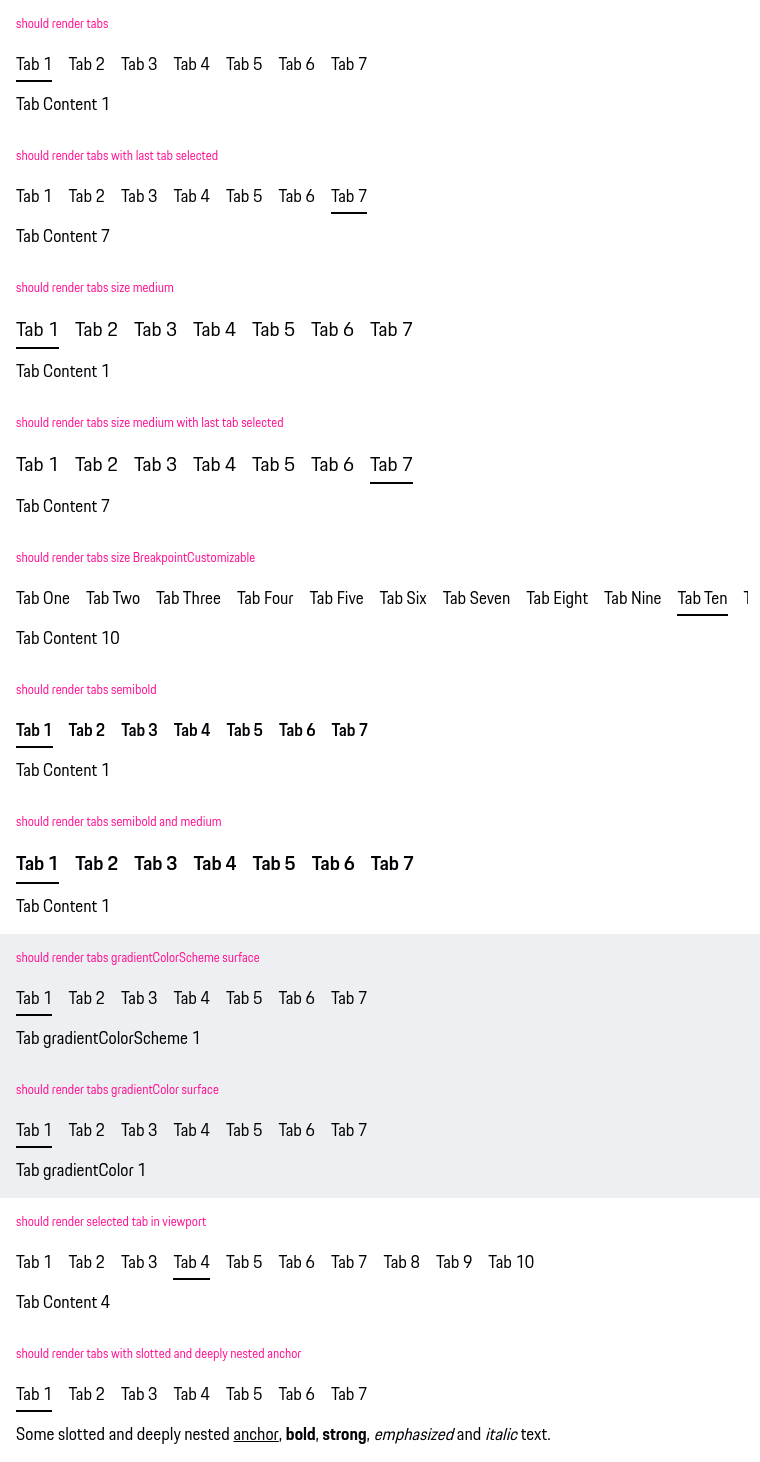 should render tabs
Tab 1 Tab 2 Tab 3 Tab 4 Tab 5 Tab 6 Tab 7
Tab Content 1
should render tabs with last tab selected
Tab 1 Tab 2 Tab 3 Tab 4 Tab 5 Tab 6 Tab 7
Tab Content 7
should render tabs size medium
Tab 1 Tab 2 Tab 3 Tab 4 Tab 5 Tab 6 Tab 7
Tab Content 1
should render tabs size medium with last tab selected
Tab 1 Tab 2 Tab 3 Tab 4 Tab 5 Tab 6 Tab 7
Tab Content 7
should render tabs size BreakpointCustomizable
Tab One Tab Two Tab Three Tab Four Tab Five Tab Six Tab Seven Tab Eight Tab Nine Tab Ten
Tab Content 10
should render tabs semibold
Tab 1 Tab 2 Tab 3 Tab 4 Tab 5 Tab 6 Tab 7
Tab Content 1
should render tabs semibold and medium
Tab 1 Tab 2 Tab 3 Tab 4 Tab 5 Tab 6 Tab 7
Tab Content 1
should render tabs gradientColorScheme surface
Tab 1 Tab 2 Tab 3 Tab 4 Tab 5 Tab 6 Tab 7
Tab gradientColorScheme 1
should render tabs gradientColor surface
Tab 1 Tab 2 Tab 3 Tab 4 Tab 5 Tab 6 Tab 7
Tab gradientColor 1
should render selected tab in viewport
Tab 1 Tab 2 Tab 3 Tab 4 Tab 5 Tab 6 Tab 7 Tab 8 Tab 9 Tab 10
Tab Content 4
should render tabs with slotted and deeply nested anchor
Tab 1 Tab 2 Tab 3 Tab 4 Tab 5 Tab 6 Tab 7
Some slotted and deeply nested anchor, bold, strong, emphasized and italic text.